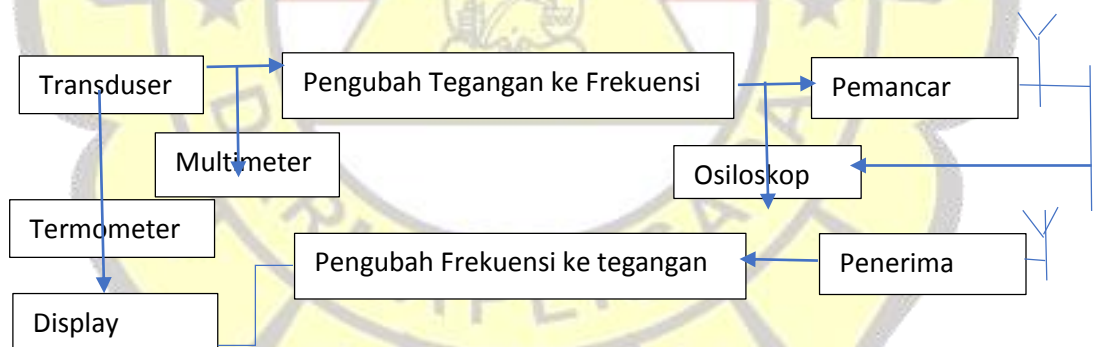 Transduser
Pengubah Tegangan ke Frekuensi
Pemancar
Multimeter
Osiloskop
Termometer
Pengubah Frekuensi ke tegangan
Penerima
Display